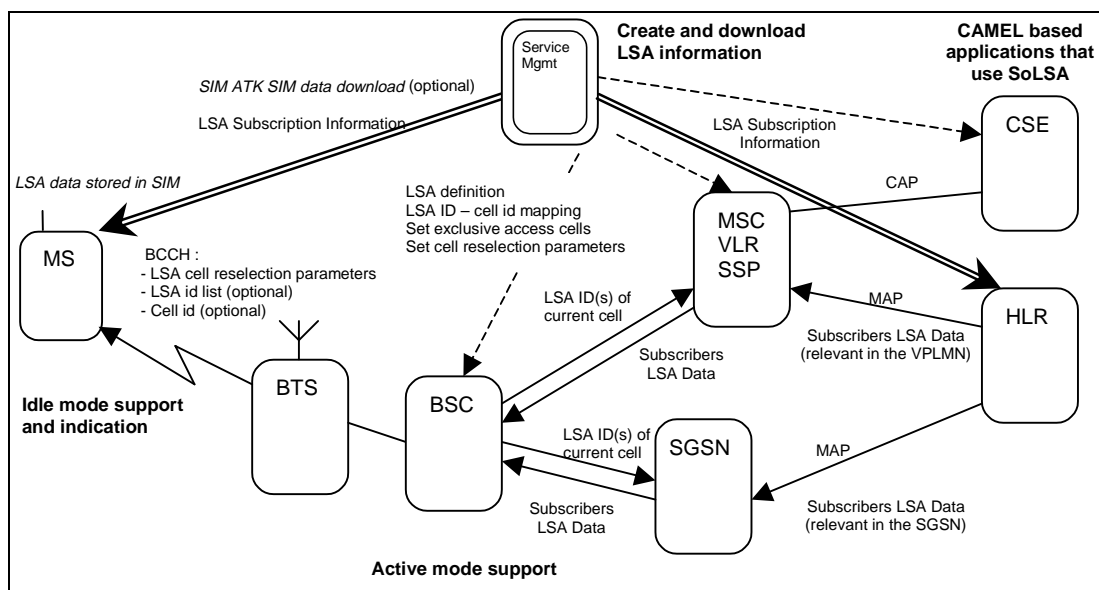 Create and download
LSA information
CAMEL based
applications that
use SoLSA
Service
Mgmt
SIM ATK SIM data download (optional)
LSA Subscription Information
LSA Subscription
Information
CSE
LSA data stored in SIM
CAP
LSA definition
LSA ID – cell id mapping
Set exclusive access cells
Set cell reselection parameters
MSC
VLR
SSP
MS
BCCH :
- LSA cell reselection parameters
- LSA id list (optional)
- Cell id (optional)
LSA ID(s) of
current cell
MAP
HLR
Subscribers LSA Data
(relevant in the VPLMN)
Subscribers
LSA Data
BTS
BSC
Idle mode support
and indication
LSA ID(s) of
current cell
SGSN
MAP
Subscribers
LSA Data
Subscribers LSA Data
(relevant in the SGSN)
Active mode support